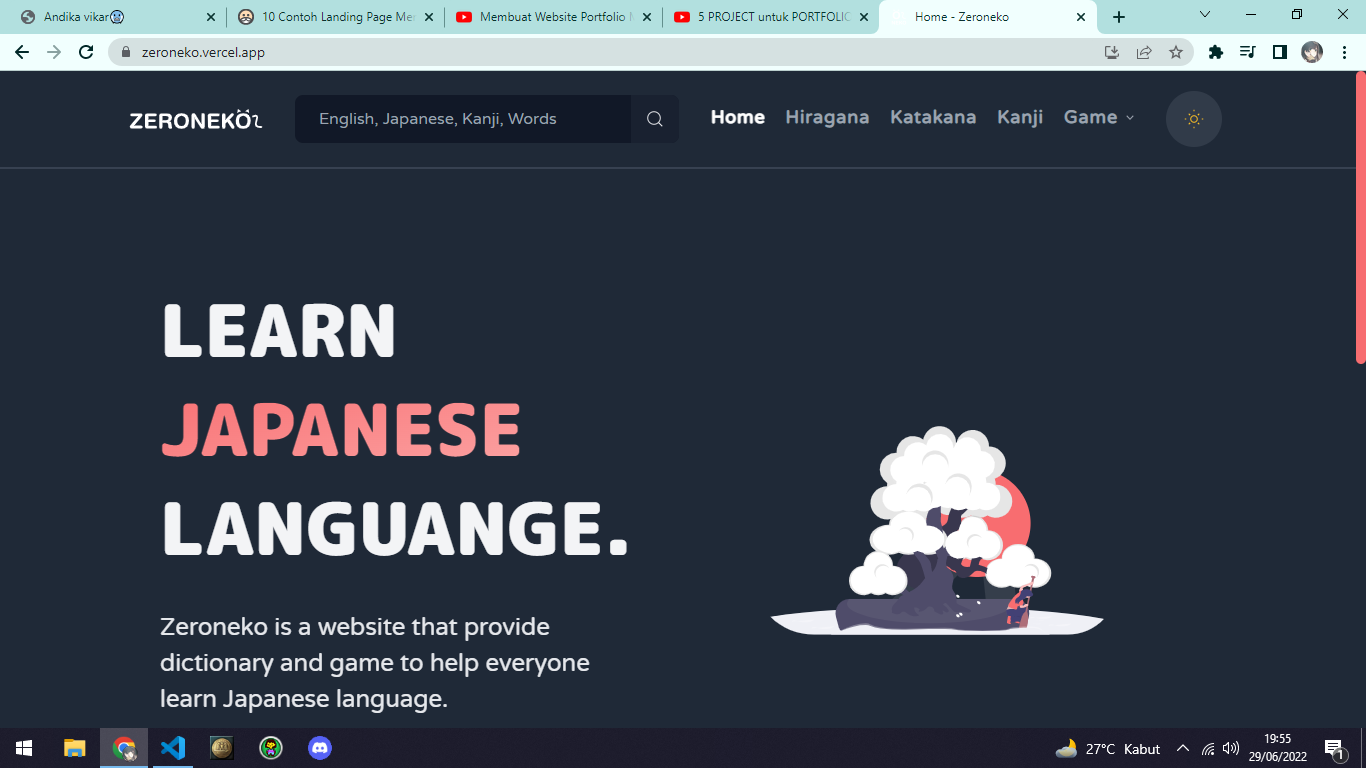 Andika vikar
10 Contoh Landing Page Me
Membuat Website Portfolio
5 PROJECT untuk PORTFOLIO
Home - Zeroneko
zeroneko.vercel.app
ZERONEKO
English, Japanese, Kanji, Words
Home
Hiragana
Katakana
Kanji
Game
LEARN
JAPANESE
LANGUANGE.
Zeroneko is a website that provide
dictionary and game to help everyone
learn Japanese language.
27°C Kabut
19:55
29/06/2022
1